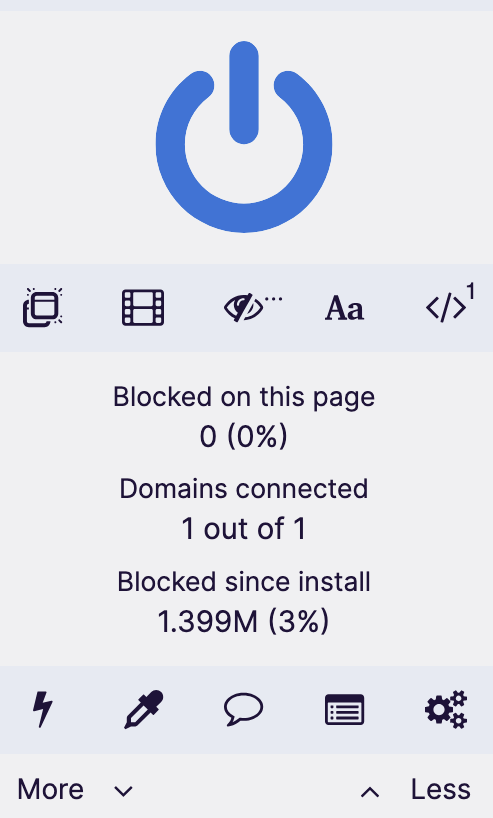 Aa
1
Blocked on this page
0 (0%)
Domains connected
1 out of 1
Blocked since install
1.399M (3%)
More
Less